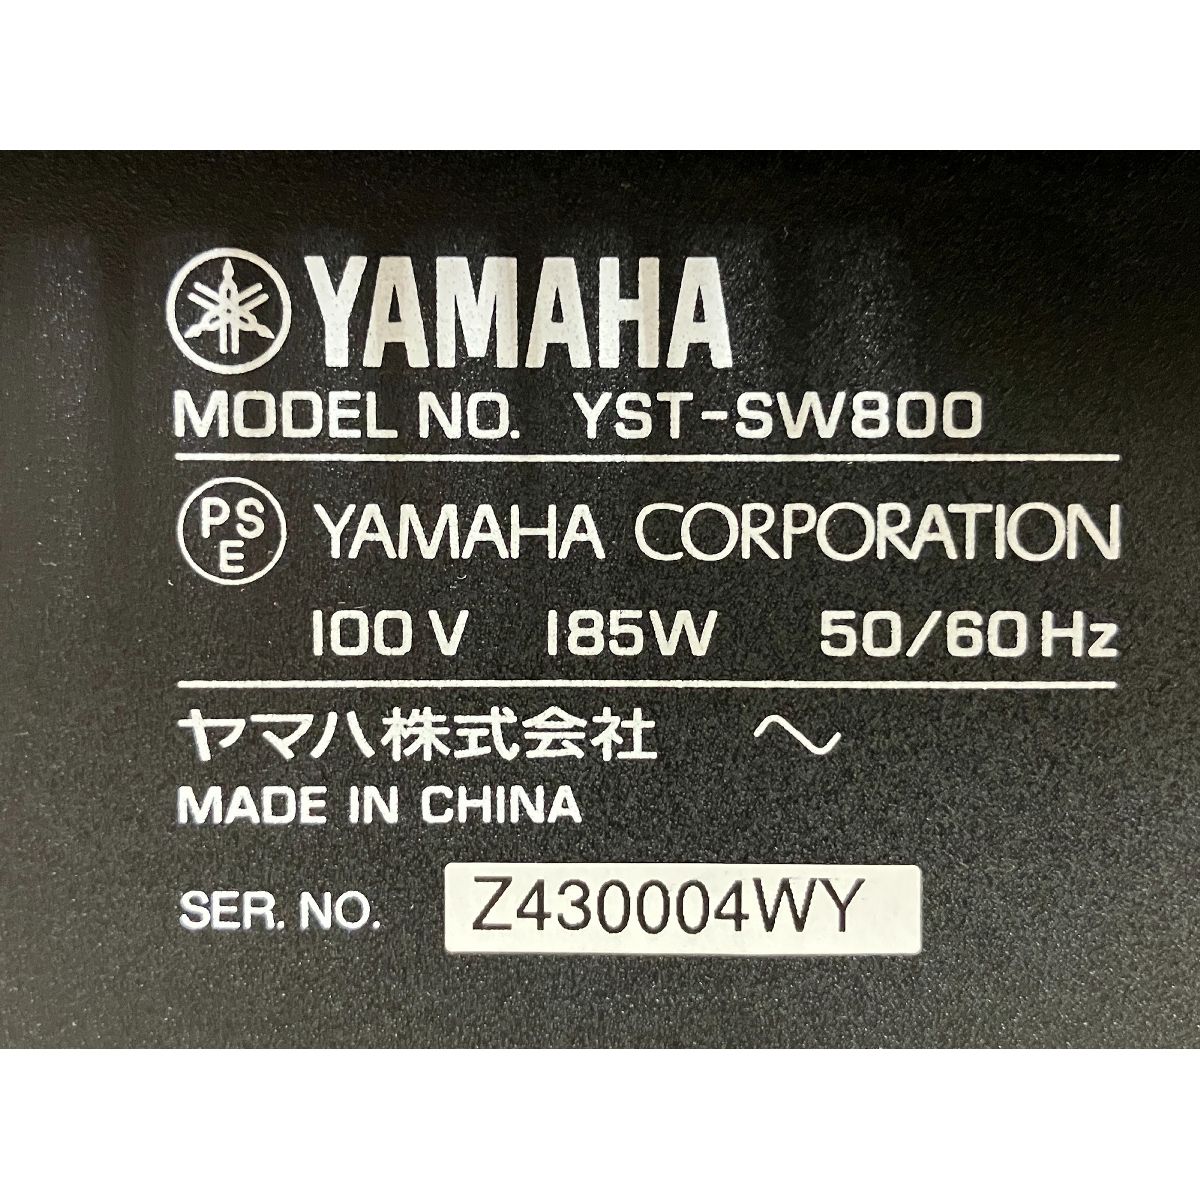 YAMAHA
MODEL NO. YST-SW800
PSE YAMAHA CORPORATION
100V 185W 50/60Hz
ヤマハ株式会社 ～
MADE IN CHINA
SER. NO. Z430004WY